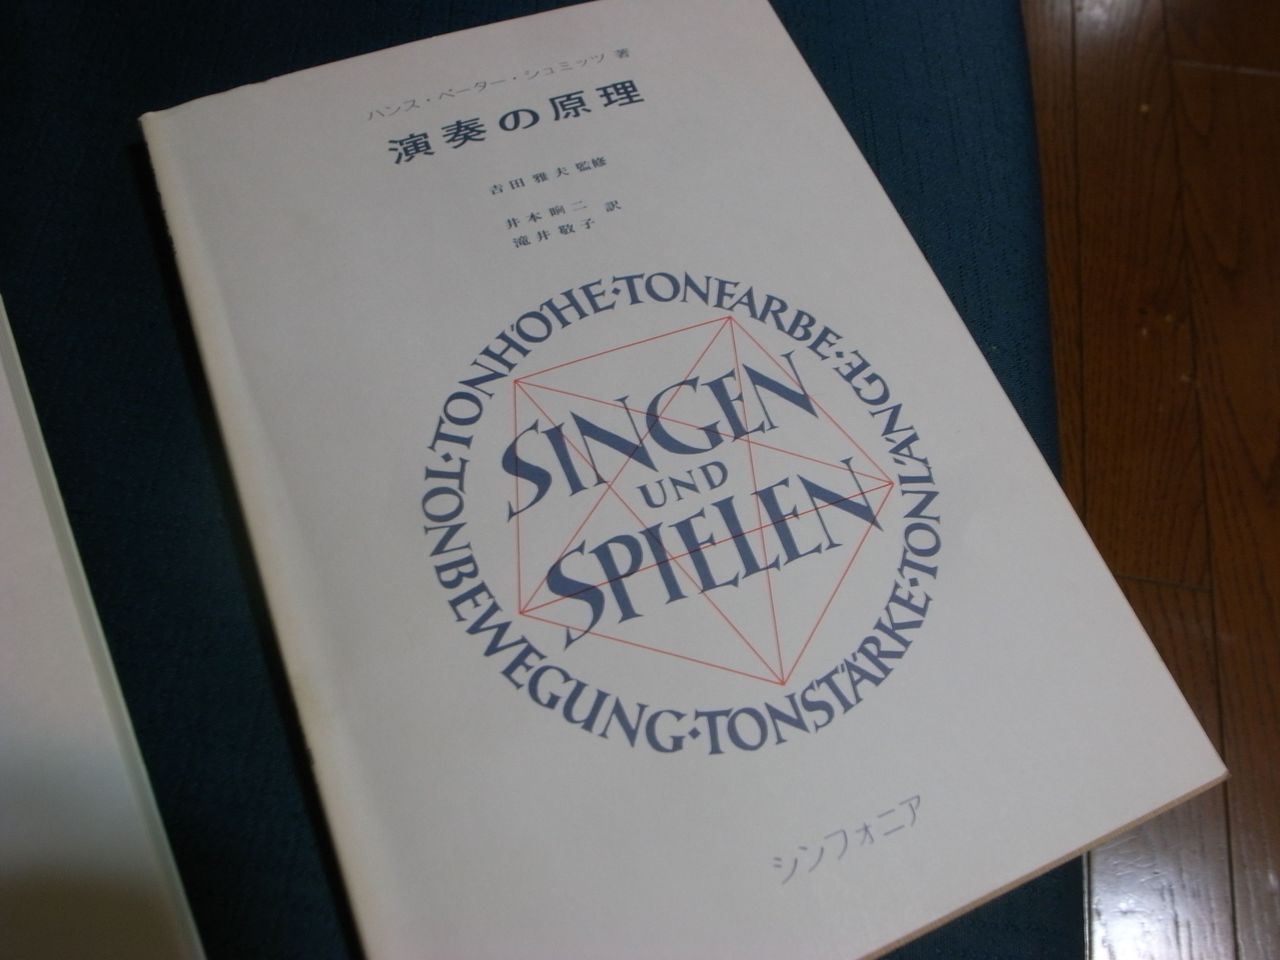 ハンス・ペーター・シュミッツ 著
演奏の原理
吉田雅夫監修
井本晌二 訳
滝井敬子
TONHÖHE·TONFARBE·TONLÄNGE·TONSTÄRKE·TONBEWEGUNG·
SINGEN
UND
SPIELEN
シンフォニア